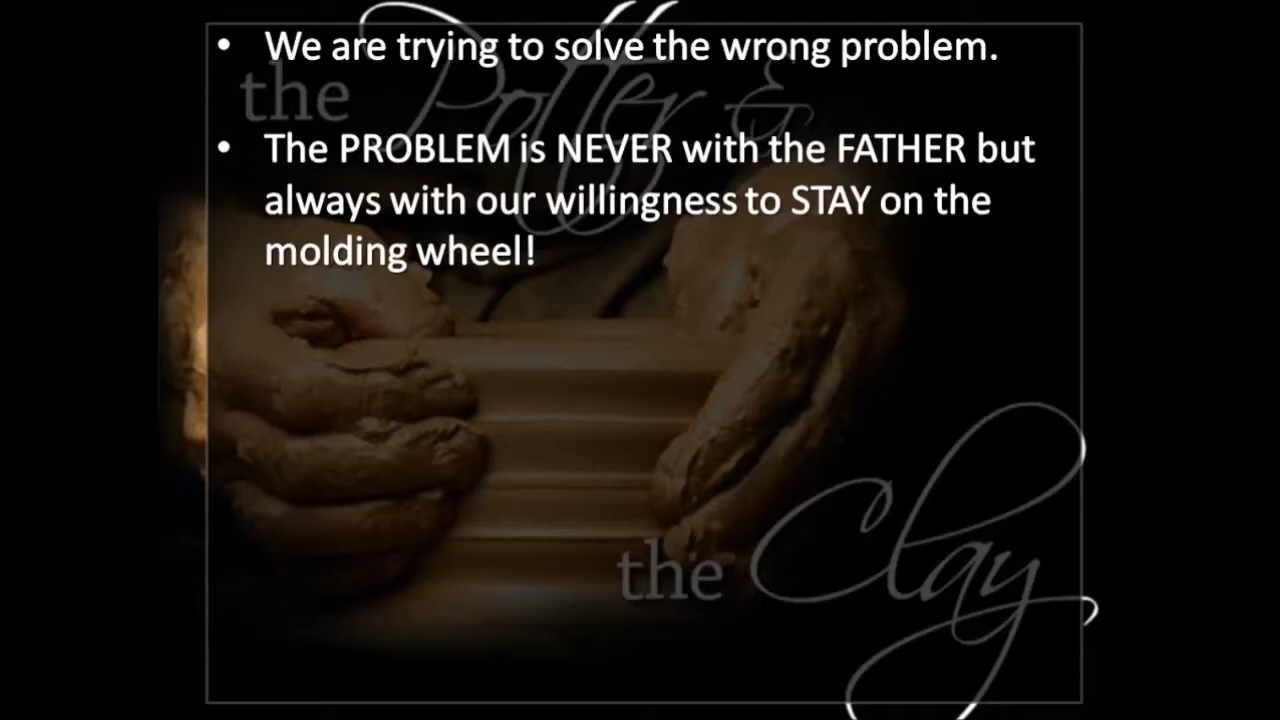 • We are trying to solve the wrong problem.
the Potter &
• The PROBLEM is NEVER with the FATHER but
always with our willingness to STAY on the
molding wheel!
the Clay